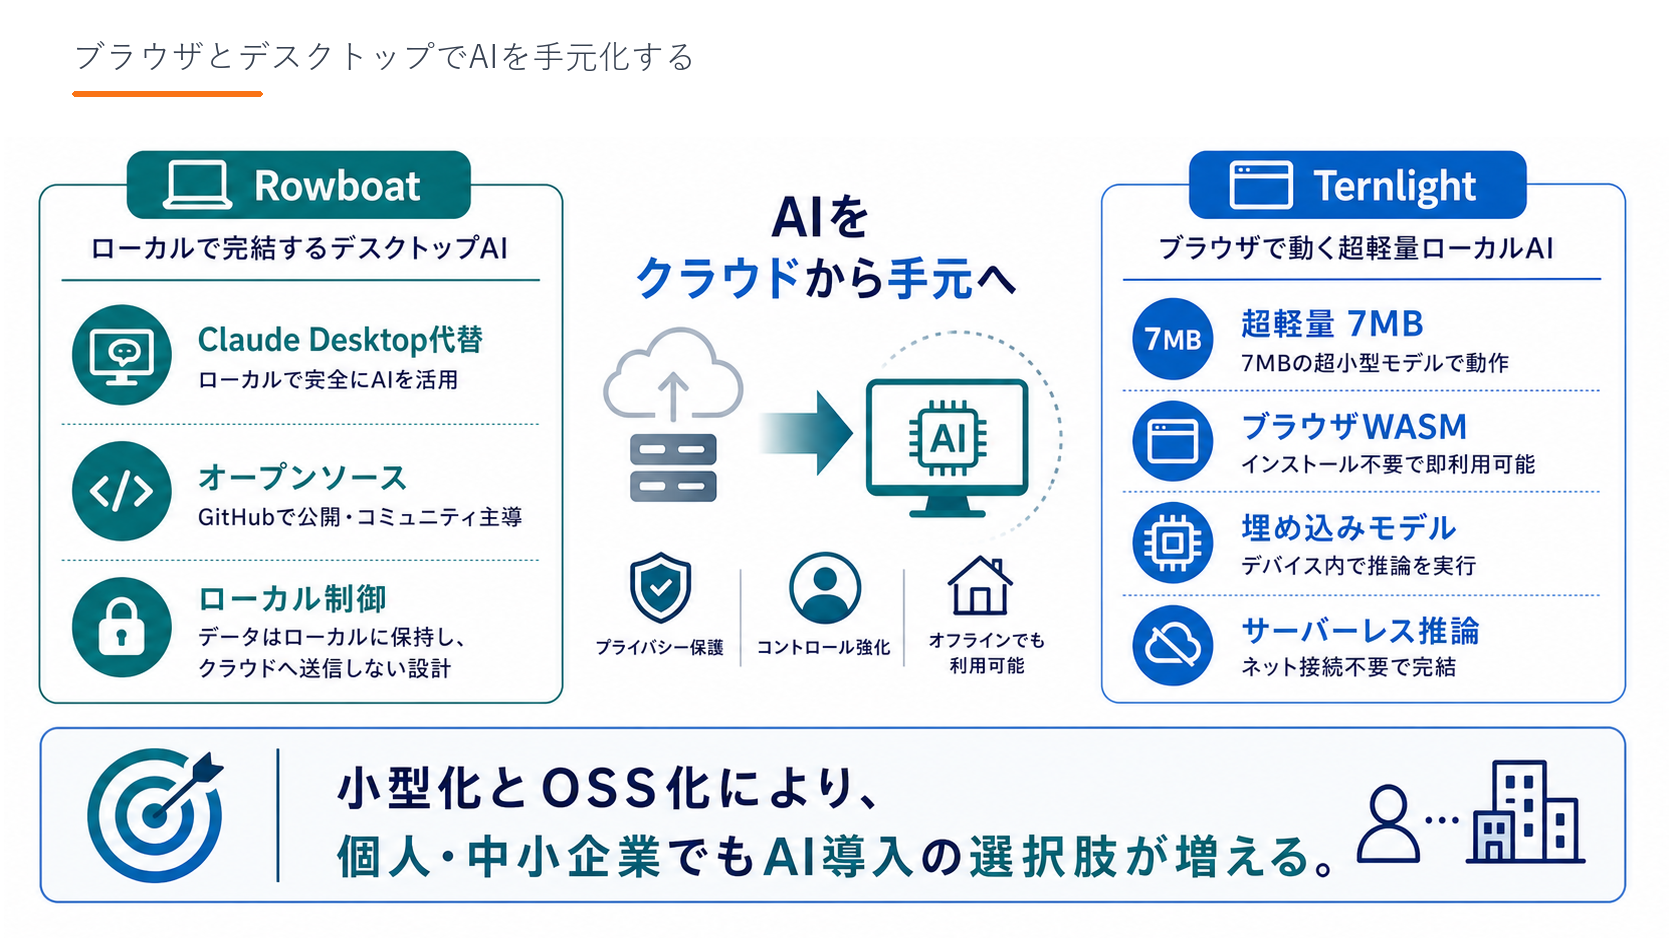 ブラウザとデスクトップでAIを手元化する
Rowboat
ローカルで完結するデスクトップAI
Claude Desktop代替
ローカルで安全にAIを活用
オープンソース
GitHubで公開・コミュニティ主導
ローカル制御
データはローカルに保持し、
クラウドへ送信しない設計
AIを
クラウドから手元へ
AI
プライバシー保護
コントロール強化
オフラインでも
利用可能
Ternlight
ブラウザで動く超軽量ローカルAI
7MB
超軽量 7MB
7MBの超小型モデルで動作
ブラウザWASM
インストール不要で即利用可能
埋め込みモデル
デバイス内で推論を実行
サーバーレス推論
ネット接続不要で完結
小型化とOSS化により、
個人・中小企業でもAI導入の選択肢が増える。